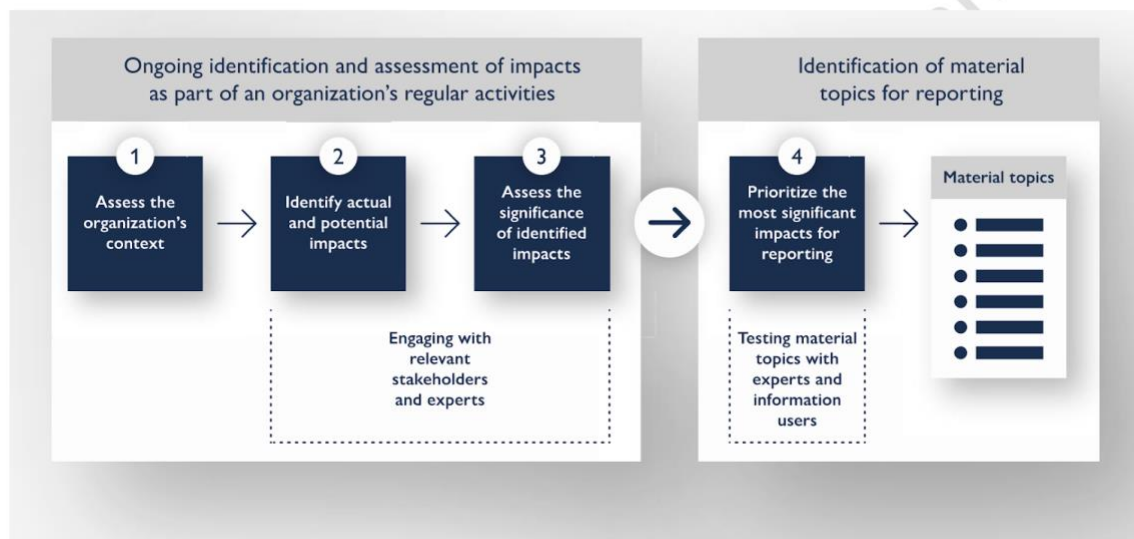 Ongoing identification and assessment of impacts
as part of an organization's regular activities
1
Assess the
organization's
context
2
Identify actual
and potential
impacts
3
Assess the
significance
of identified
impacts
Engaging with
relevant
stakeholders
and experts
Identification of material
topics for reporting
4
Prioritize the
most significant
impacts for
reporting
Testing material
topics with
experts and
information
users
Material topics